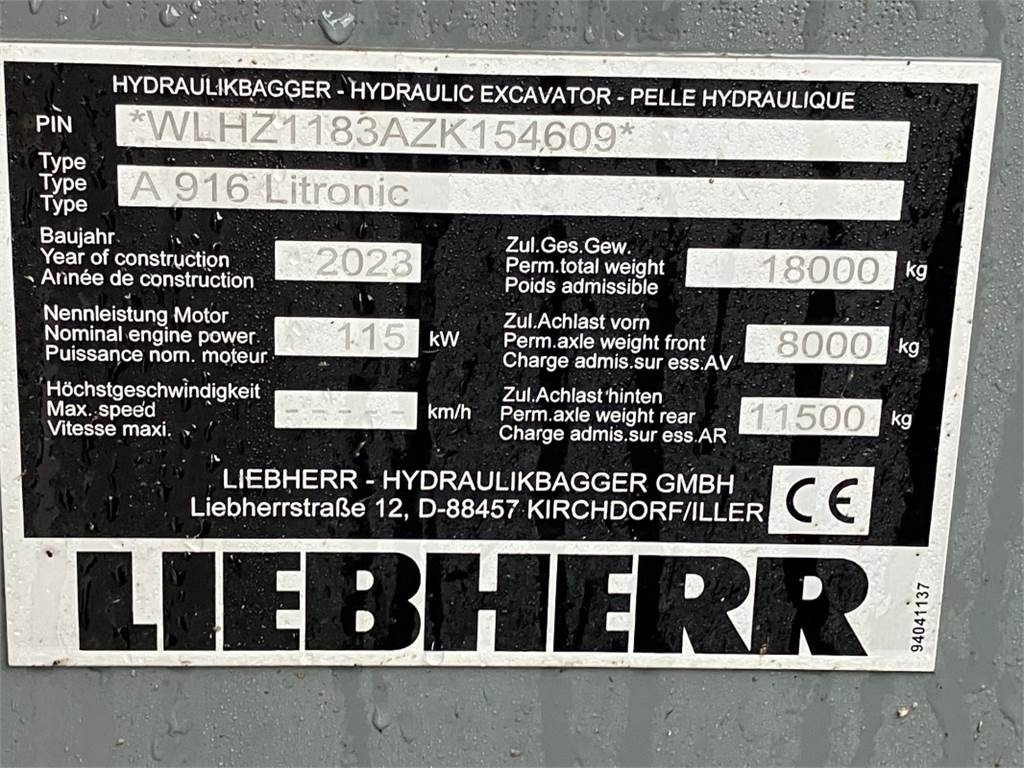 HYDRAULIKBAGGER - HYDRAULIC EXCAVATOR - PELLE HYDRAULIQUE
PIN *WLHZ1183AZK154609*
Type
Type A 916 Litronic
Type
Baujahr
Year of construction 2023
Année de construction
Nennleistung Motor
Nominal engine power 115 kW
Puissance nom. moteur
Höchstgeschwindigkeit
Max. speed ------ km/h
Vitesse maxi.
Zul.Ges.Gew.
Perm.total weight 18000 kg
Poids admissible
Zul.Achlast vorn
Perm.axle weight front 8000 kg
Charge admis.sur ess.AV
Zul.Achlast hinten
Perm.axle weight rear 11500 kg
Charge admis.sur ess.AR
LIEBHERR - HYDRAULIKBAGGER GMBH
Liebherrstraße 12, D-88457 KIRCHDORF/ILLER
CE
LIEBHERR
94041137